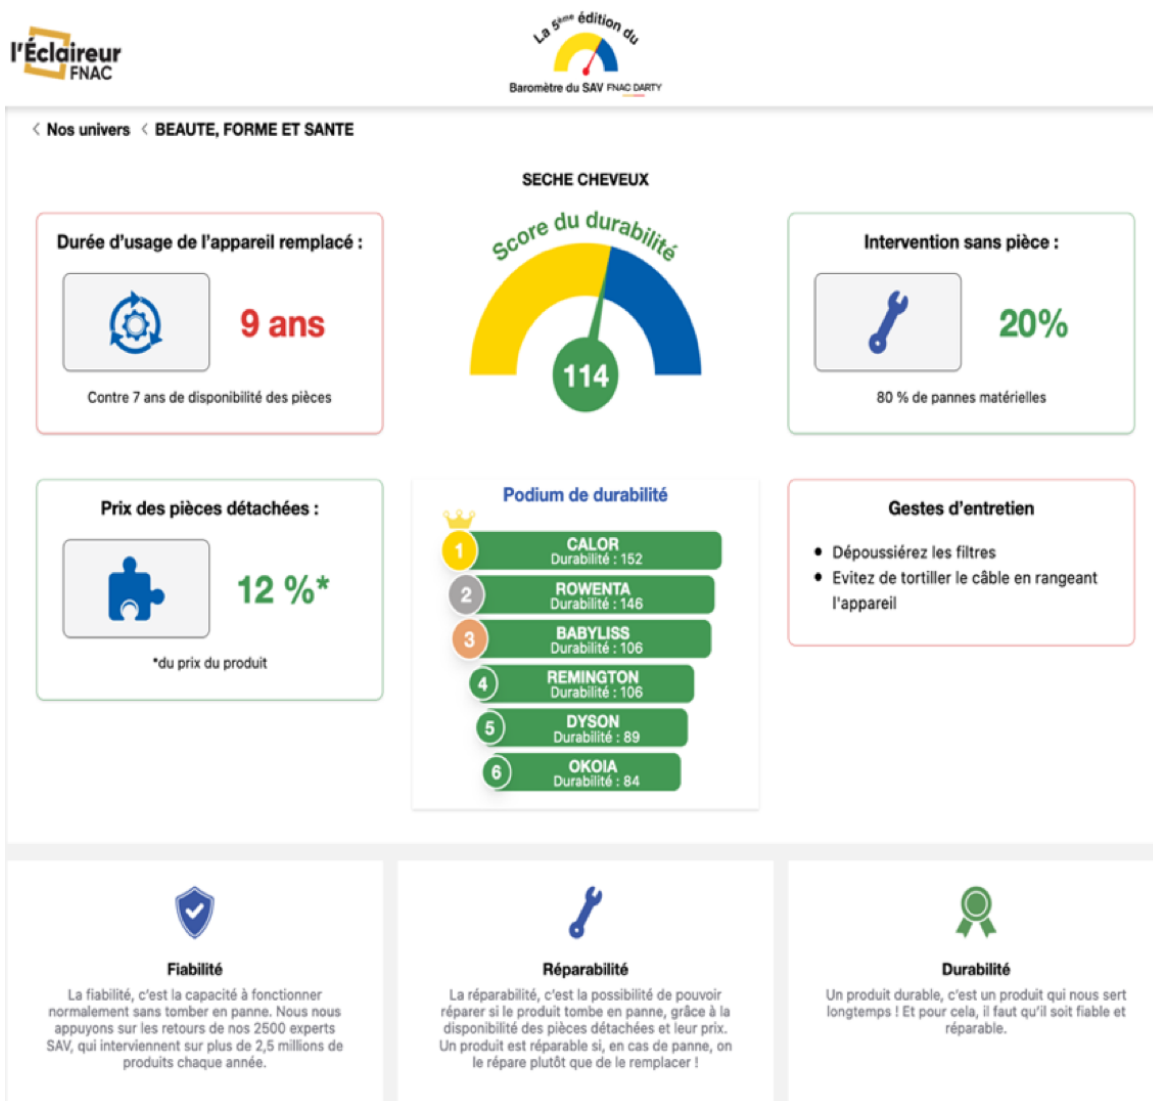 l'Éclaireur
FNAC
La 5ème édition du
Baromètre du SAV FNAC DARTY
< Nos univers < BEAUTE, FORME ET SANTE
SECHE CHEVEUX
Durée d'usage de l'appareil remplacé :
9 ans
Contre 7 ans de disponibilité des pièces
Score du durabilité
114
Intervention sans pièce :
20%
80 % de pannes matérielles
Prix des pièces détachées :
12 %*
*du prix du produit
Podium de durabilité
1
CALOR
Durabilité : 152
2
ROWENTA
Durabilité : 146
3
BABYLISS
Durabilité : 106
4
REMINGTON
Durabilité : 106
5
DYSON
Durabilité : 89
6
OKOIA
Durabilité : 84
Gestes d'entretien
• Dépoussiérez les filtres
• Evitez de tortiller le câble en rangeant
l'appareil
Fiabilité
La fiabilité, c'est la capacité à fonctionner
normalement sans tomber en panne. Nous nous
appuyons sur les retours de nos 2500 experts
SAV, qui interviennent sur plus de 2,5 millions de
produits chaque année.
Réparabilité
La réparabilité, c'est la possibilité de pouvoir
réparer si le produit tombe en panne, grâce à la
disponibilité des pièces détachées et leur prix.
Un produit est réparable si, en cas de panne, on
le répare plutôt que de le remplacer !
Durabilité
Un produit durable, c'est un produit qui nous sert
longtemps ! Et pour cela, il faut qu'il soit fiable et
réparable.